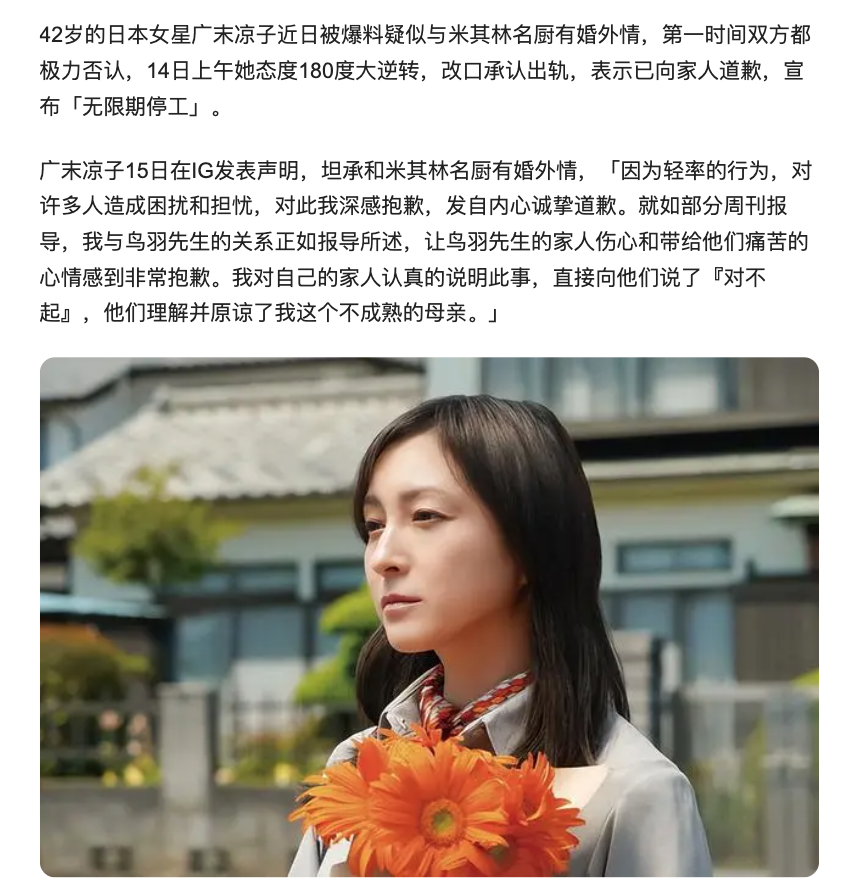 42岁的日本女星广末凉子近日被爆料疑似与米其林名厨有婚外情，第一时间双方都
极力否认，14日上午她态度180度大逆转，改口承认出轨，表示已向家人道歉，宣
布「无限期停工」。
广末凉子15日在IG发表声明，坦承和米其林名厨有婚外情，「因为轻率的行为，对
许多人造成困扰和担忧，对此我深感抱歉，发自内心诚挚道歉。就如部分周刊报
导，我与鸟羽先生的关系正如报导所述，让鸟羽先生的家人伤心和带给他们痛苦的
心情感到非常抱歉。我对自己的家人认真的说明此事，直接向他们说了『对不
起』，他们理解并原谅了我这个不成熟的母亲。」